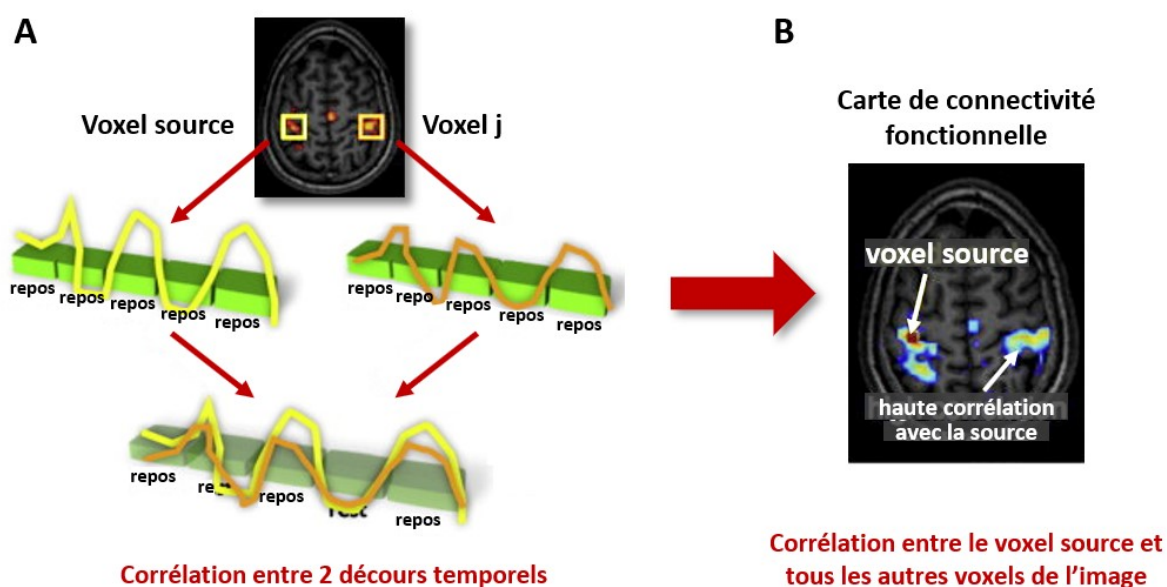 A
Voxel source
Voxel j
repos
repos
repos
repos
repos
repos
repo
repos
repos
repos
repos
repos
repos
Corrélation entre 2 décours temporels
B
Carte de connectivité
fonctionnelle
voxel source
haute corrélation
avec la source
Corrélation entre le voxel source et
tous les autres voxels de l’image